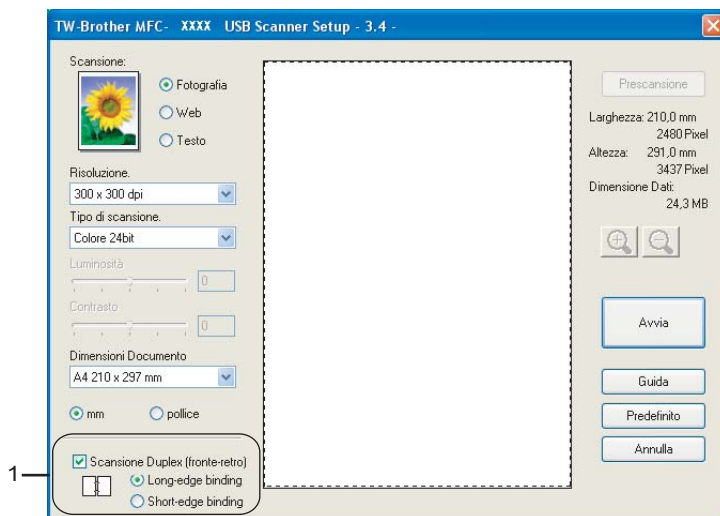 TW-Brother MFC- XXXX USB Scanner Setup - 3.4 -
Scansione:
Fotografia
Web
Testo
Risoluzione.
300 x 300 dpi
Tipo di scansione.
Colore 24bit
Luminosità
0
Contrasto
0
Dimensioni Documento
A4 210 x 297 mm
mm
pollice
1
Scansione Duplex (fronte-retro)
Long-edge binding
Short-edge binding
Prescansione
Larghezza: 210,0 mm
2480 Pixel
Altezza: 291,0 mm
3437 Pixel
Dimensione Dati:
24,3 MB
Avvia
Guida
Predefinito
Annulla